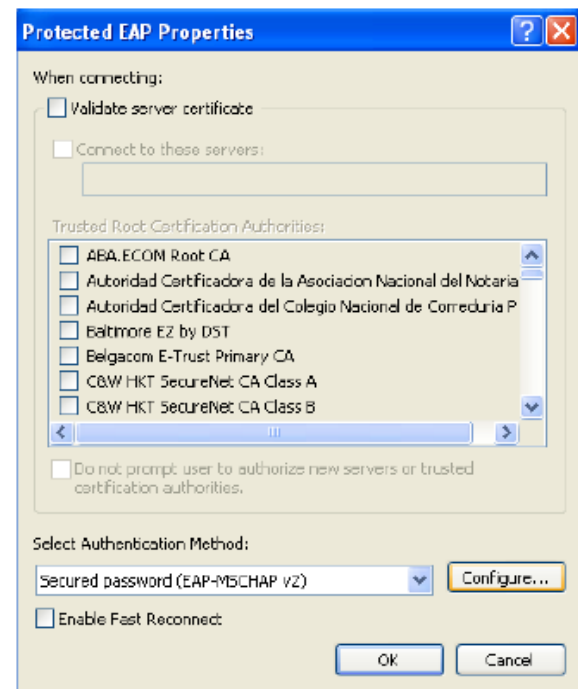 Protected EAP Properties
When connecting:
Validate server certificate
Connect to these servers:
Trusted Root Certification Authorities:
ABA.ECOM Root CA
Autoridad Certificadora de la Asociacion Nacional del Notaria
Autoridad Certificadora del Colegio Nacional de Correduria P
Baltimore EZ by DST
Belgacom E-Trust Primary CA
C&W HKT SecureNet CA Class A
C&W HKT SecureNet CA Class B
Do not prompt user to authorize new servers or trusted
certification authorities.
Select Authentication Method:
Secured password (EAP-MSCHAP v2)
Configure...
Enable Fast Reconnect
OK
Cancel